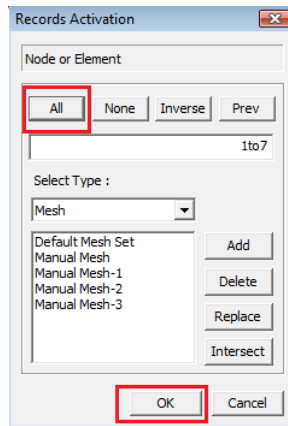 Records Activation
Node or Element
All None Inverse Prev
1to7
Select Type :
Mesh
Default Mesh Set
Manual Mesh
Manual Mesh-1
Manual Mesh-2
Manual Mesh-3
Add
Delete
Replace
Intersect
OK Cancel